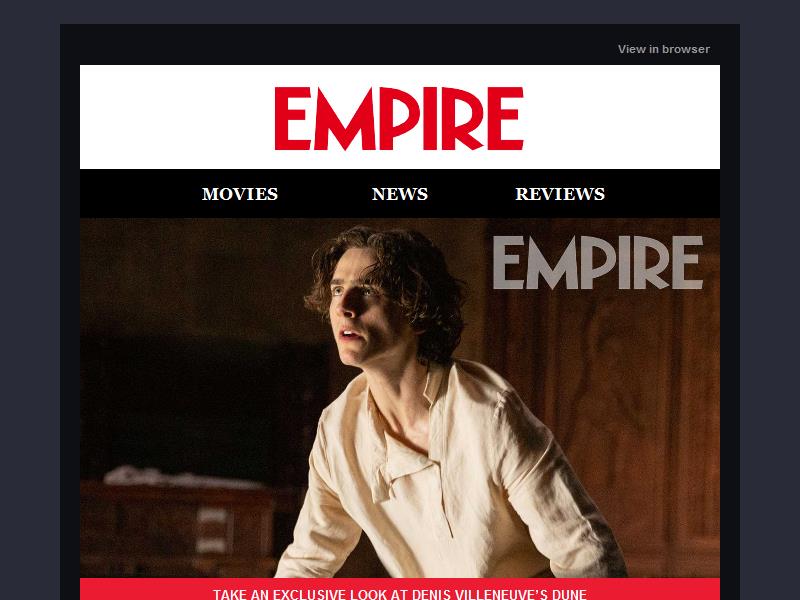 View in browser
EMPIRE
MOVIES NEWS REVIEWS
EMPIRE
TAKE AN EXCLUSIVE LOOK AT DENIS VILLENEUVE'S DUNE